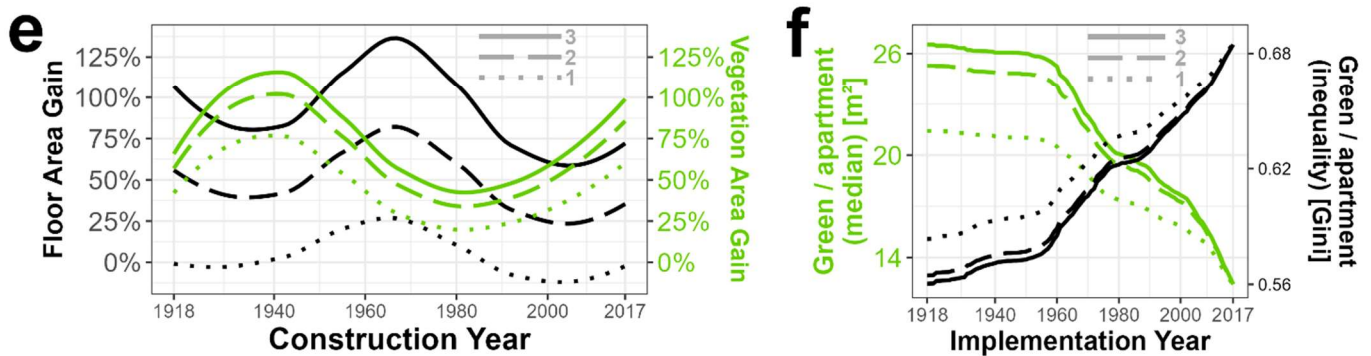 e
Floor Area Gain
125%
100%
75%
50%
25%
0%
3
2
1
125%
100%
75%
50%
25%
0%
Vegetation Area Gain
1918 1940 1960 1980 2000 2017
Construction Year
f
Green / apartment
(median) [m²]
26
20
14
3
2
1
0.68
0.62
0.56
Green / apartment
(inequality) [Gini]
1918 1940 1960 1980 2000 2017
Implementation Year